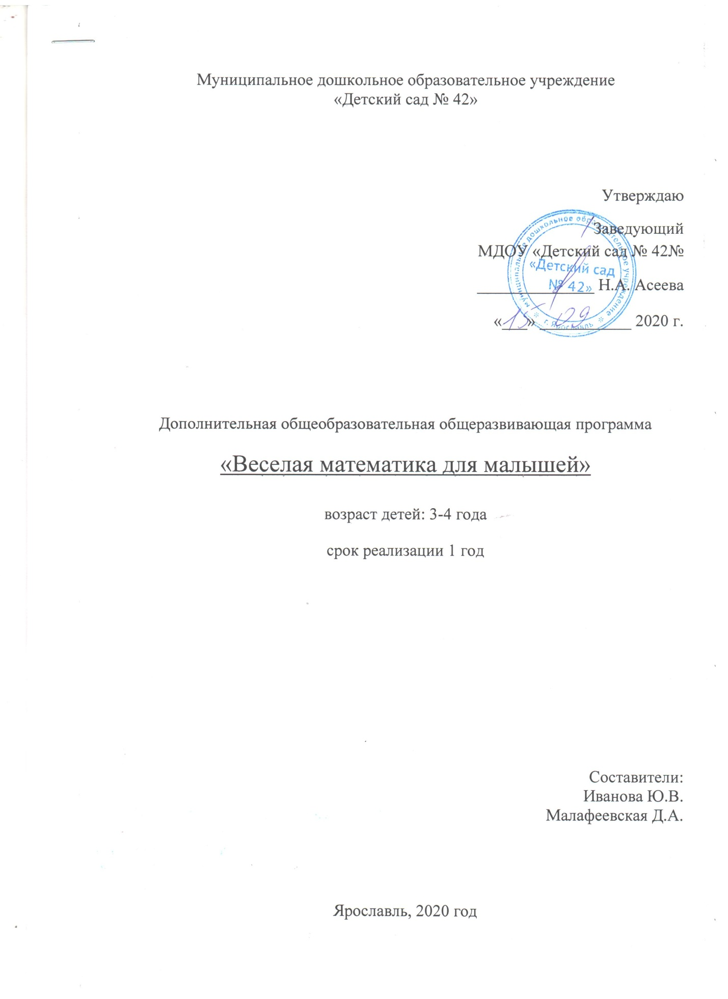 Муниципальное дошкольное образовательное учреждение
«Детский сад № 42»
Утверждаю
Заведующий
МДОУ «Детский сад № 42№
______________ Н.А. Асеева
«15» 09 2020 г.
муниципальное дошкольное образовательное учреждение
«Детский сад
№ 42»
г. Ярославль
Дополнительная общеобразовательная общеразвивающая программа
«Веселая математика для малышей»
возраст детей: 3-4 года
срок реализации 1 год
Составители:
Иванова Ю.В.
Малафеевская Д.А.
Ярославль, 2020 год